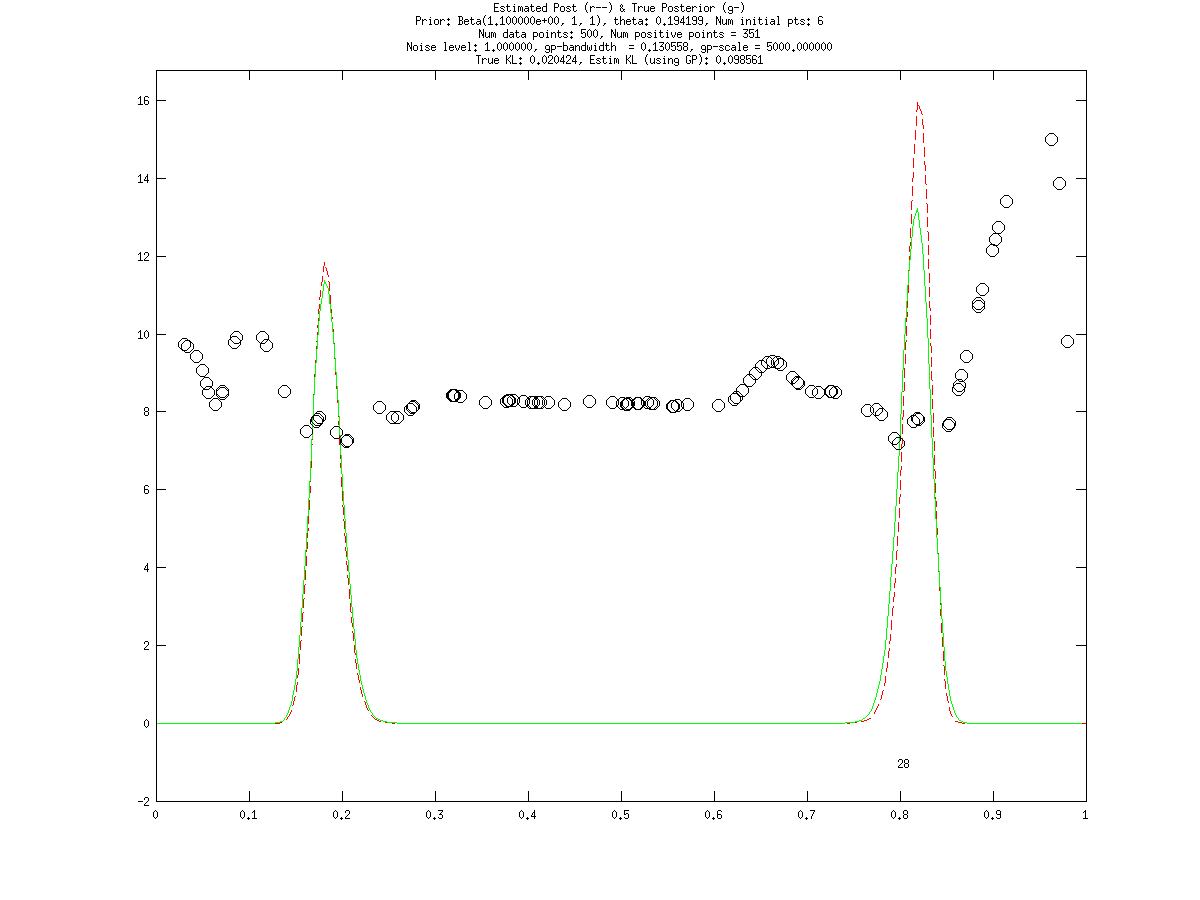 Estimated Post (r--) & True Posterior (g-)
Prior: Beta(1.100000e+00, 1, 1), theta: 0.194199, Num initial pts: 6
Num data points: 500, Num positive points = 351
Noise level: 1.000000, gp-bandwidth  = 0.130558, gp-scale = 5000.000000
True KL: 0.020424, Estim KL (using GP): 0.098561
16
14
12
10
8
6
4
2
0
28
-2
0 0.1 0.2 0.3 0.4 0.5 0.6 0.7 0.8 0.9 1